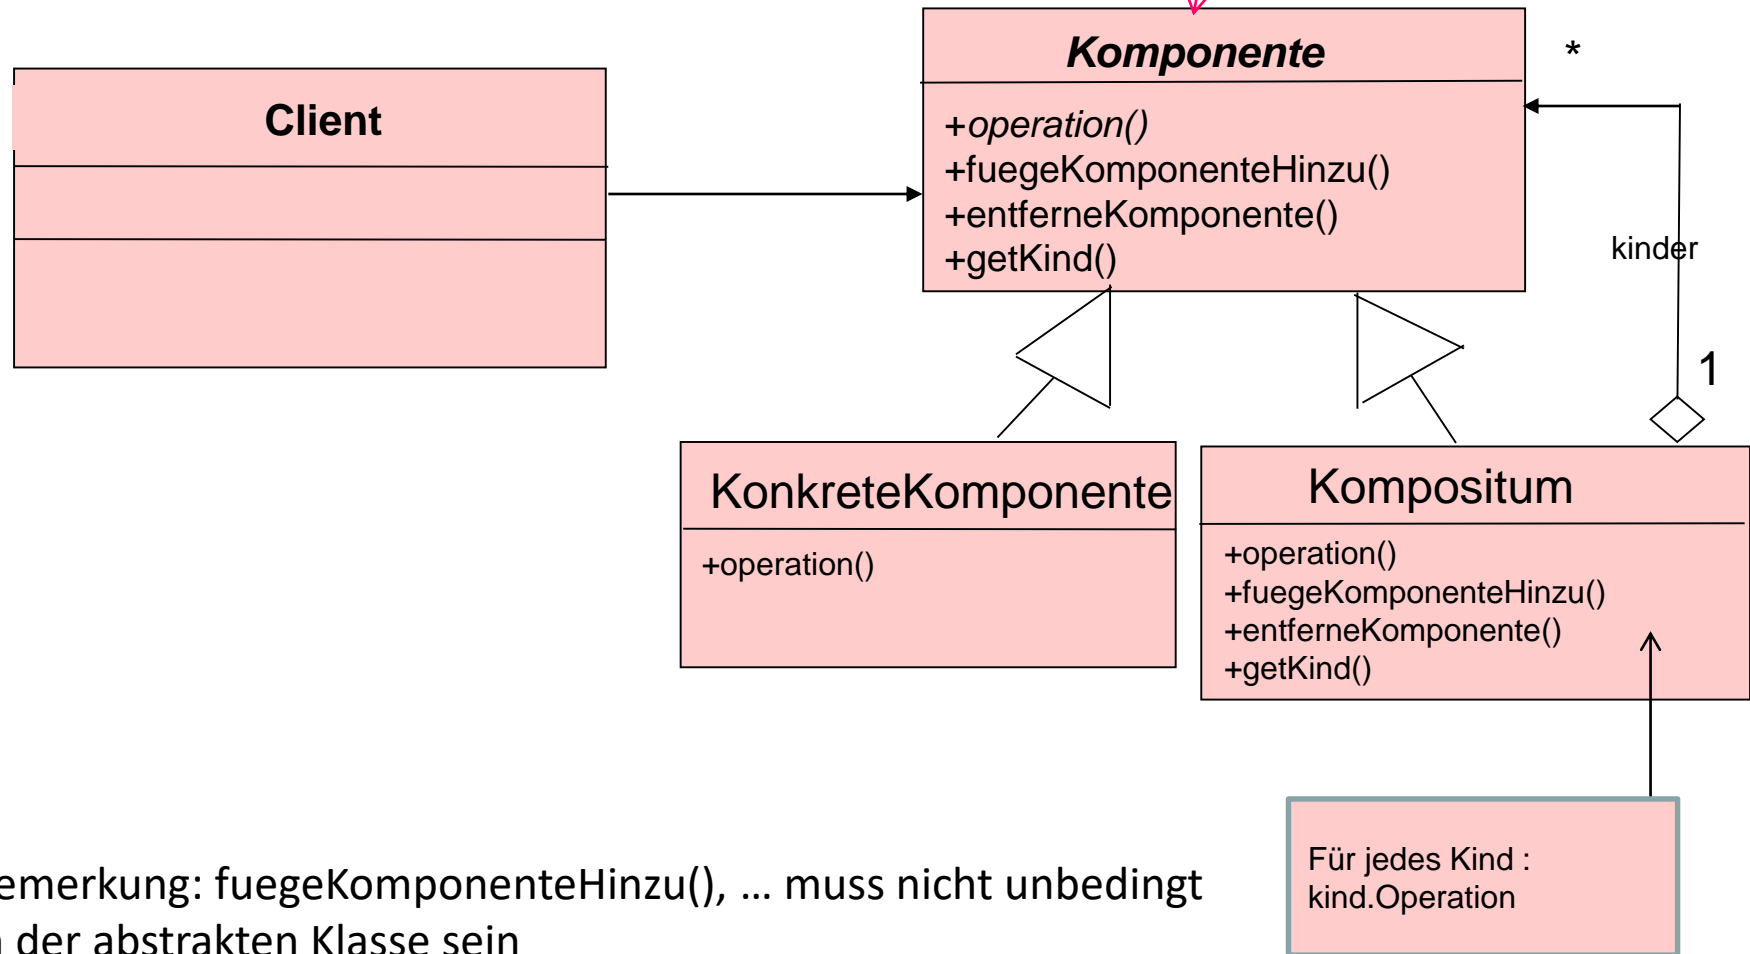 Client
Komponente
+operation()
+fuegeKomponenteHinzu()
+entferneKomponente()
+getKind()
*
kinder
1
KonkreteKomponente
+operation()
Kompositum
+operation()
+fuegeKomponenteHinzu()
+entferneKomponente()
+getKind()
Für jedes Kind :
kind.Operation
emerkung: fuegeKomponenteHinzu(), ... muss nicht unbedingt
der abstrakten Klasse sein